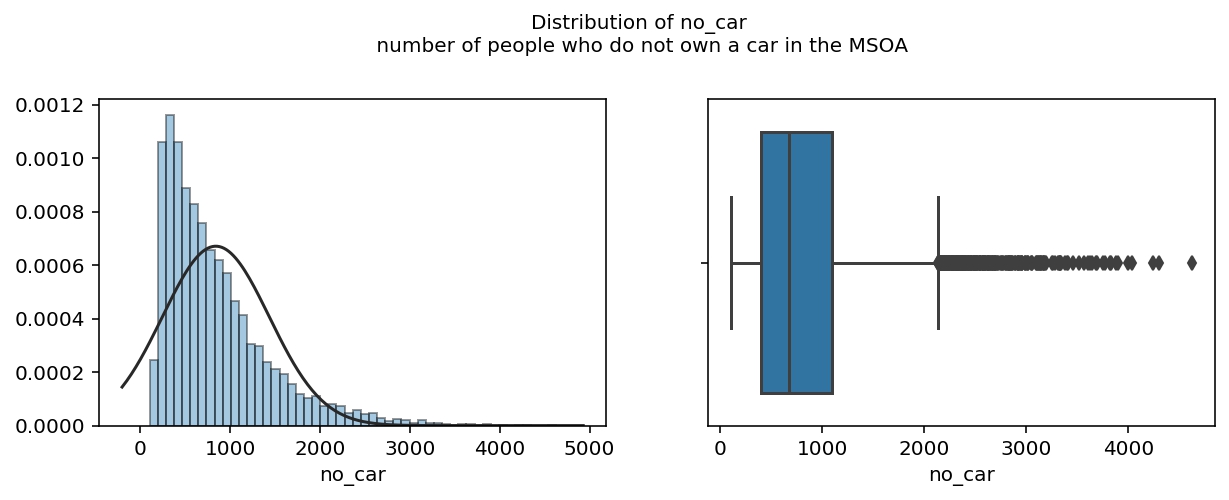 Distribution of no_car
number of people who do not own a car in the MSOA
0.0012
0.0010
0.0008
0.0006
0.0004
0.0002
0.0000
0 1000 2000 3000 4000 5000
no_car
0 1000 2000 3000 4000
no_car